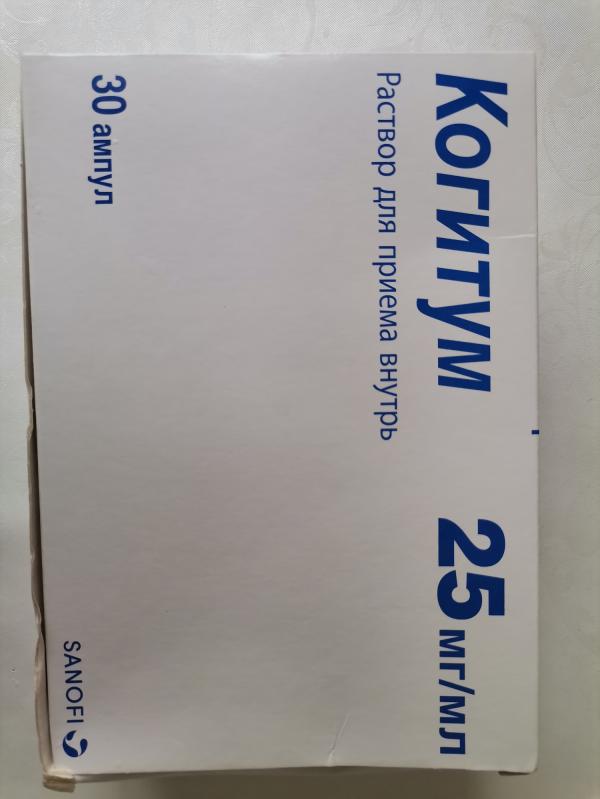 Когитум 25 мг/мл
Раствор для приема внутрь
30 ампул
SANOFI